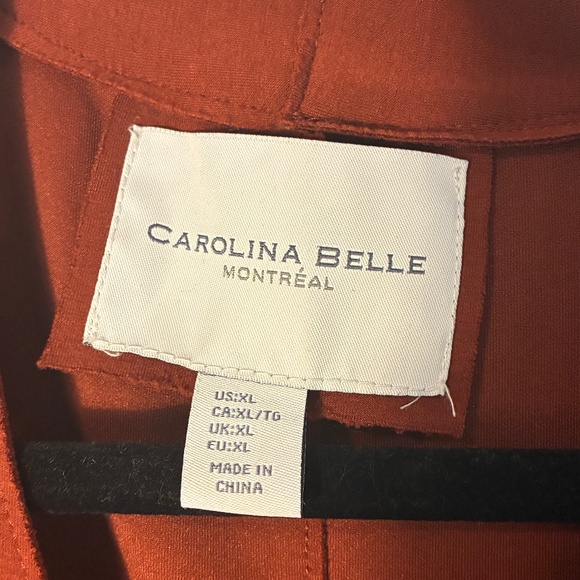 CAROLINA BELLE
MONTRÉAL
US:XL
CA:XL/TG
UK:XL
EU:XL
MADE IN
CHINA